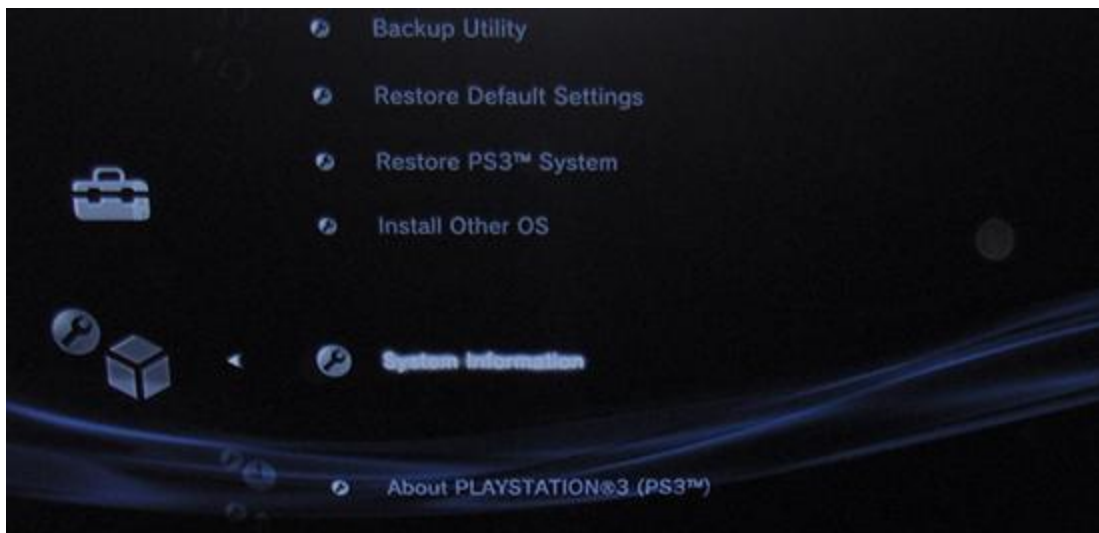 Backup Utility
Restore Default Settings
Restore PS3™ System
Install Other OS
System Information
About PLAYSTATION®3 (PS3™)